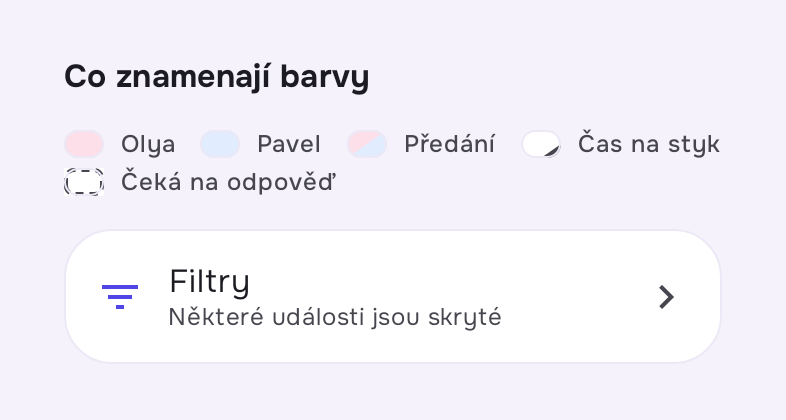 Co znamenají barvy
Olya Pavel Předání Čas na styk
Čeká na odpověď
Filtry
Některé události jsou skryté